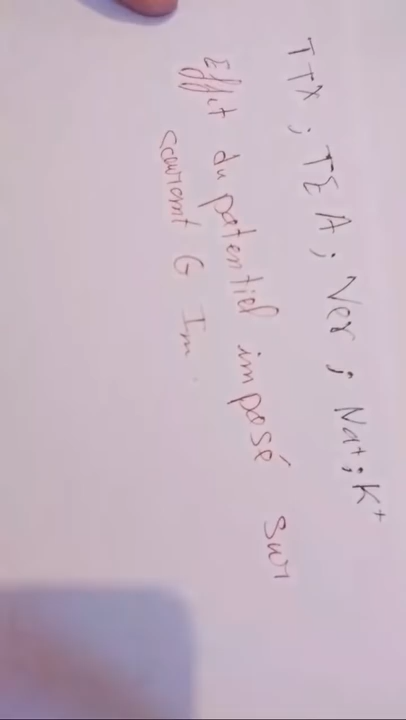 TTX ; TEA ; Ver ; Na+ ; K+
Effet du potentiel imposé sur
courant G Im.